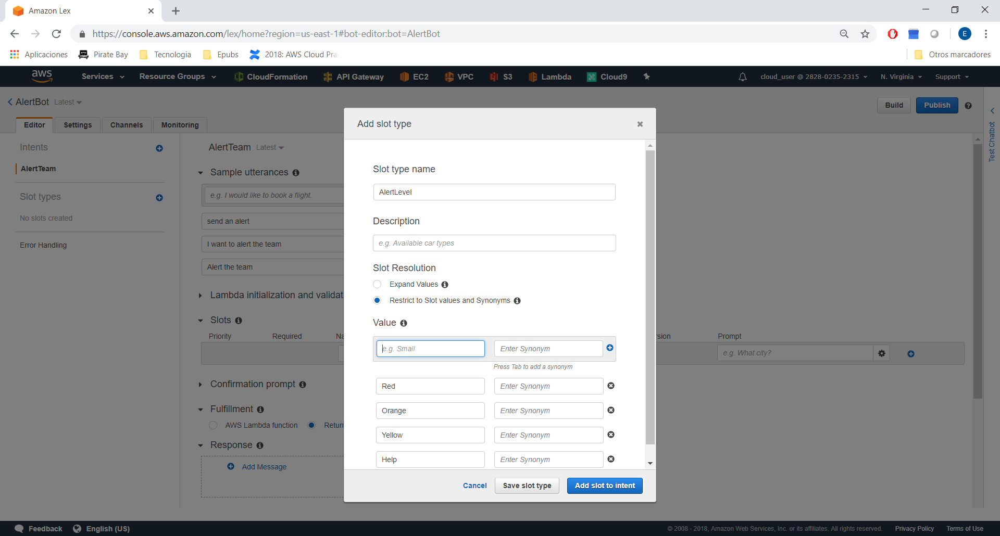 Amazon Lex
https://console.aws.amazon.com/lex/home?region=us-east-1#bot-editor:bot=AlertBot
E
Aplicaciones Pirate Bay Tecnologia Epubs 2018: AWS Cloud Pra Otros marcadores
aws Services Resource Groups CloudFormation API Gateway EC2 VPC S3 Lambda Cloud9 cloud_user @ 2828-0235-2315 N. Virginia Support
AlertBot Latest
Build Publish
Editor Settings Channels Monitoring
Test Chatbot
Intents
AlertTeam
Slot types
No slots created
Error Handling
AlertTeam Latest
Sample utterances
e.g. I would like to book a flight.
send an alert
I want to alert the team
Alert the team
Lambda initialization and validat
Slots
Priority Required Na sion Prompt
e.g. What city?
Confirmation prompt
Fulfillment
AWS Lambda function Return
Response
Add Message
Add slot type
Slot type name
AlertLevel
Description
e.g. Available car types
Slot Resolution
Expand Values
Restrict to Slot values and Synonyms
Value
e.g. Small Enter Synonym
Press Tab to add a synonym
Red Enter Synonym
Orange Enter Synonym
Yellow Enter Synonym
Help Enter Synonym
Cancel Save slot type Add slot to intent
Feedback English (US) © 2008 - 2018, Amazon Web Services, Inc. or its affiliates. All rights reserved. Privacy Policy Terms of Use